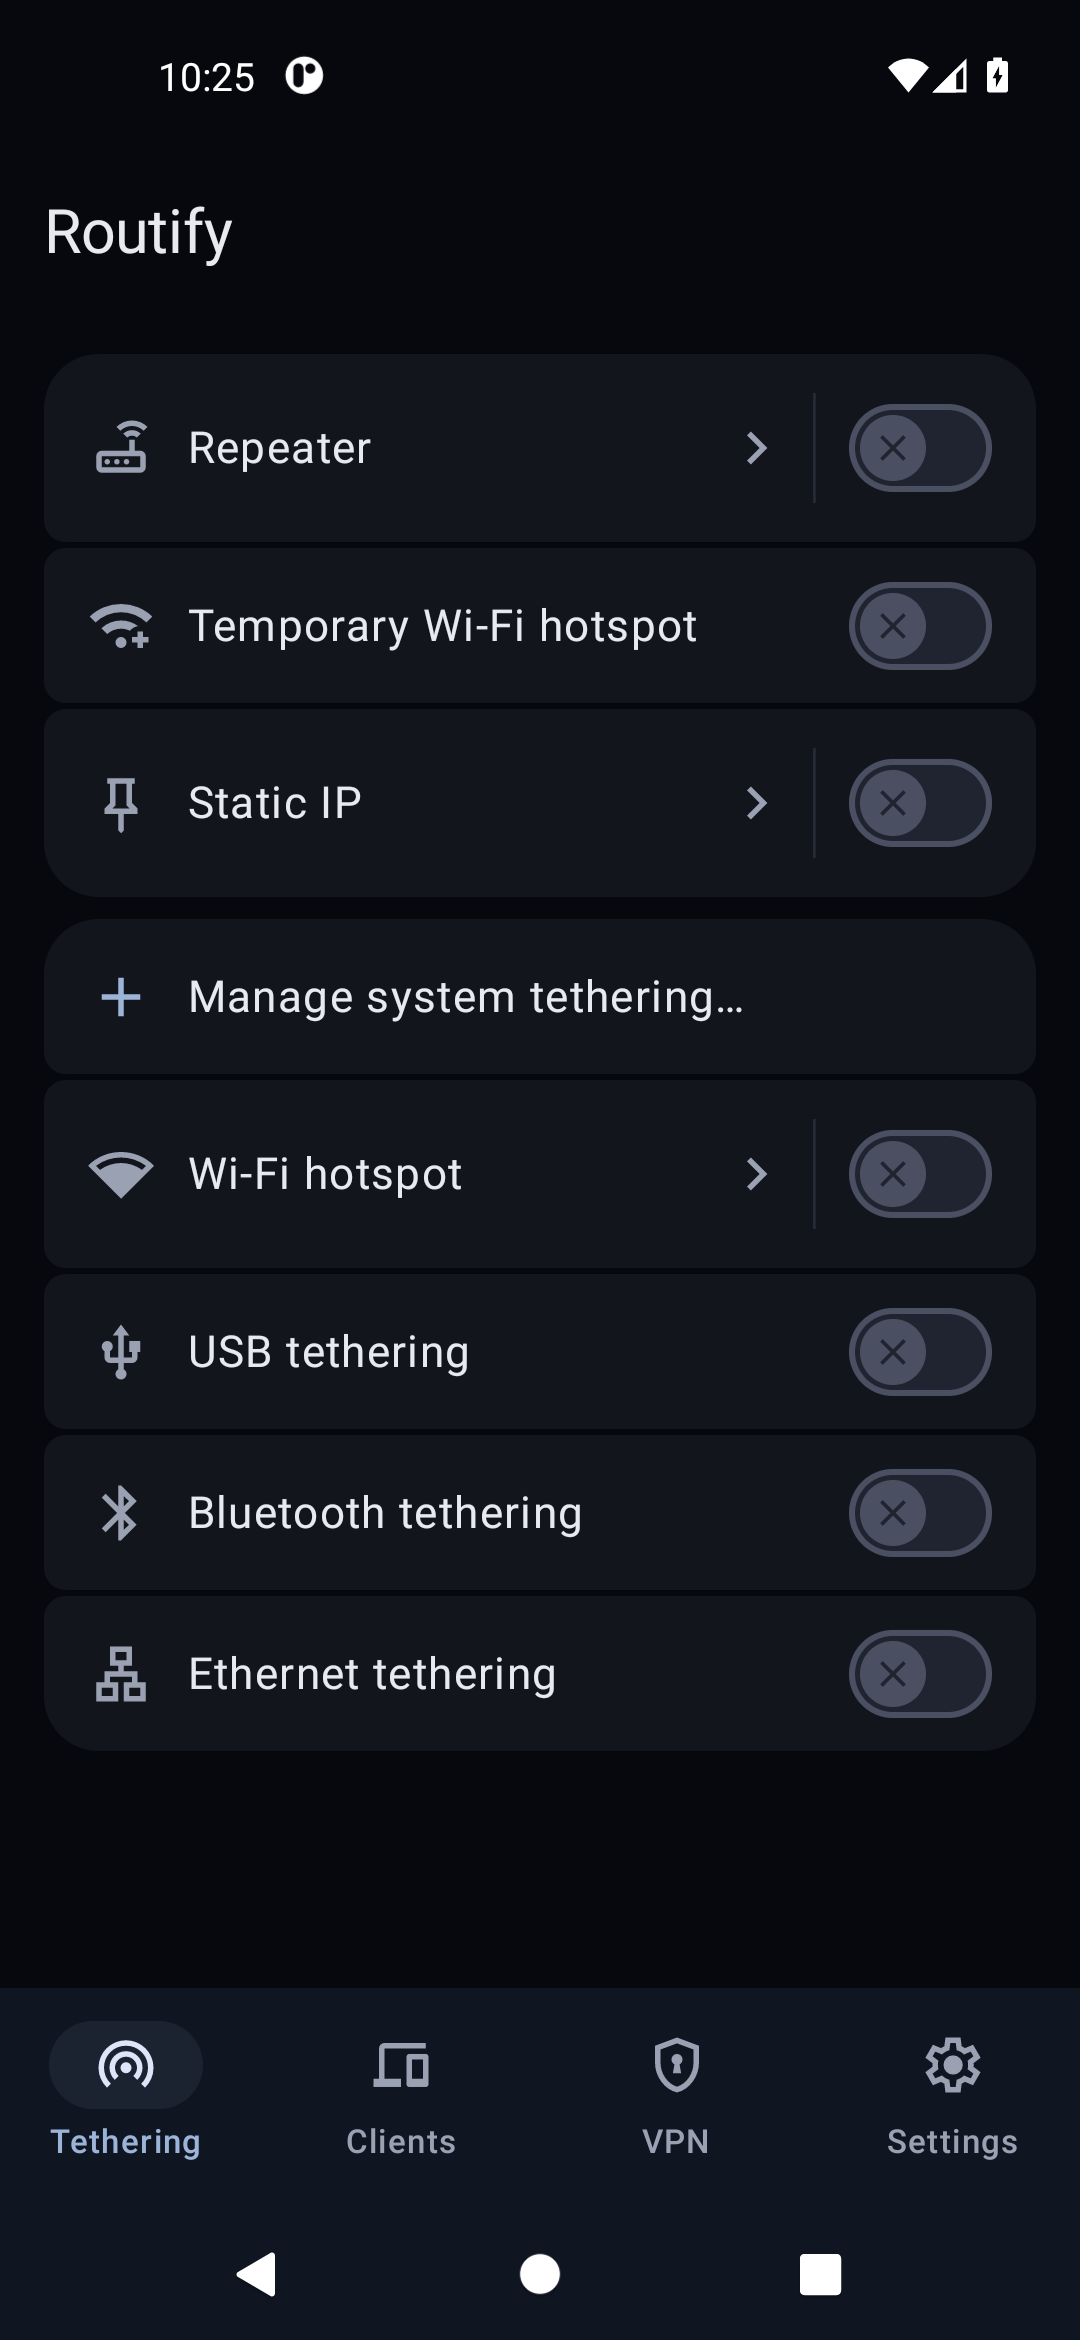 10:25
Routify
Repeater
Temporary Wi-Fi hotspot
Static IP
Manage system tethering…
Wi-Fi hotspot
USB tethering
Bluetooth tethering
Ethernet tethering
Tethering
Clients
VPN
Settings